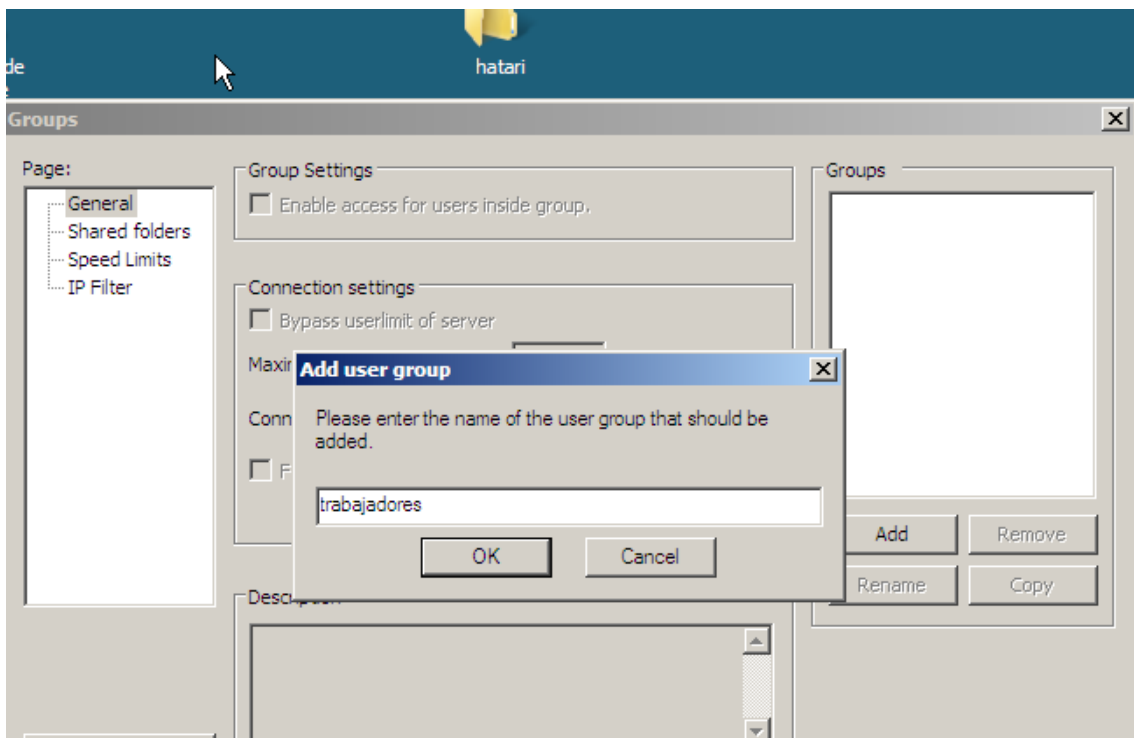 de
hatari
Groups
Page:
General
Shared folders
Speed Limits
IP Filter
Group Settings
Enable access for users inside group.
Connection settings
Bypass userlimit of server
Groups
Add user group
Please enter the name of the user group that should be
added.
trabajadores
OK
Cancel
Add
Remove
Rename
Copy